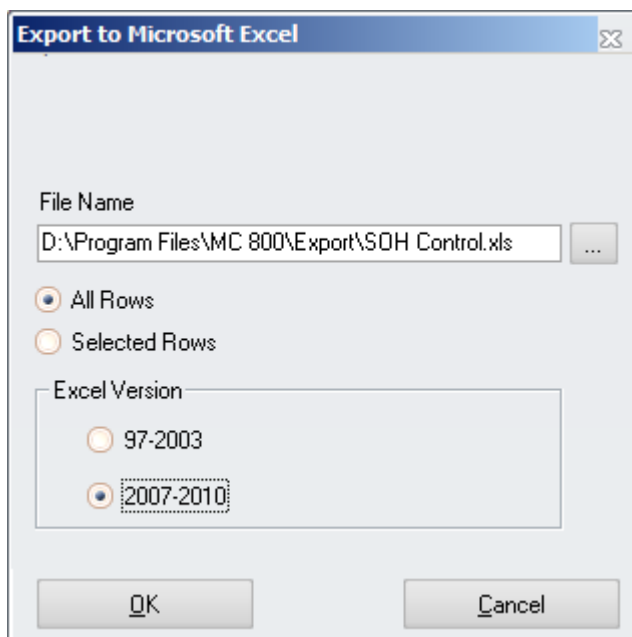 Export to Microsoft Excel
File Name
D:\Program Files\MC 800\Export\SOH Control.xls
...
All Rows
Selected Rows
Excel Version
97-2003
2007-2010
OK
Cancel